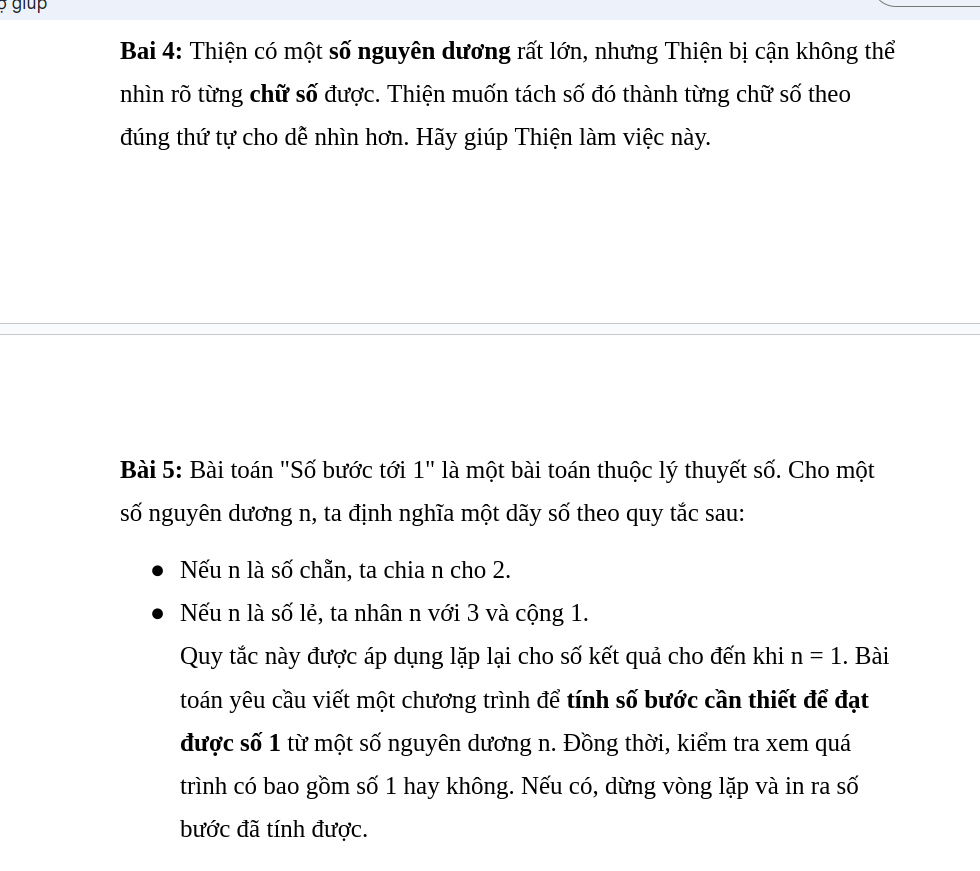 ợ giúp
Bai 4: Thiện có một số nguyên dương rất lớn, nhưng Thiện bị cận không thể
nhìn rõ từng chữ số được. Thiện muốn tách số đó thành từng chữ số theo
đúng thứ tự cho dễ nhìn hơn. Hãy giúp Thiện làm việc này.
Bài 5: Bài toán "Số bước tới 1" là một bài toán thuộc lý thuyết số. Cho một
số nguyên dương n, ta định nghĩa một dãy số theo quy tắc sau:
● Nếu n là số chẵn, ta chia n cho 2.
● Nếu n là số lẻ, ta nhân n với 3 và cộng 1.
Quy tắc này được áp dụng lặp lại cho số kết quả cho đến khi n = 1. Bài
toán yêu cầu viết một chương trình để tính số bước cần thiết để đạt
được số 1 từ một số nguyên dương n. Đồng thời, kiểm tra xem quá
trình có bao gồm số 1 hay không. Nếu có, dừng vòng lặp và in ra số
bước đã tính được.